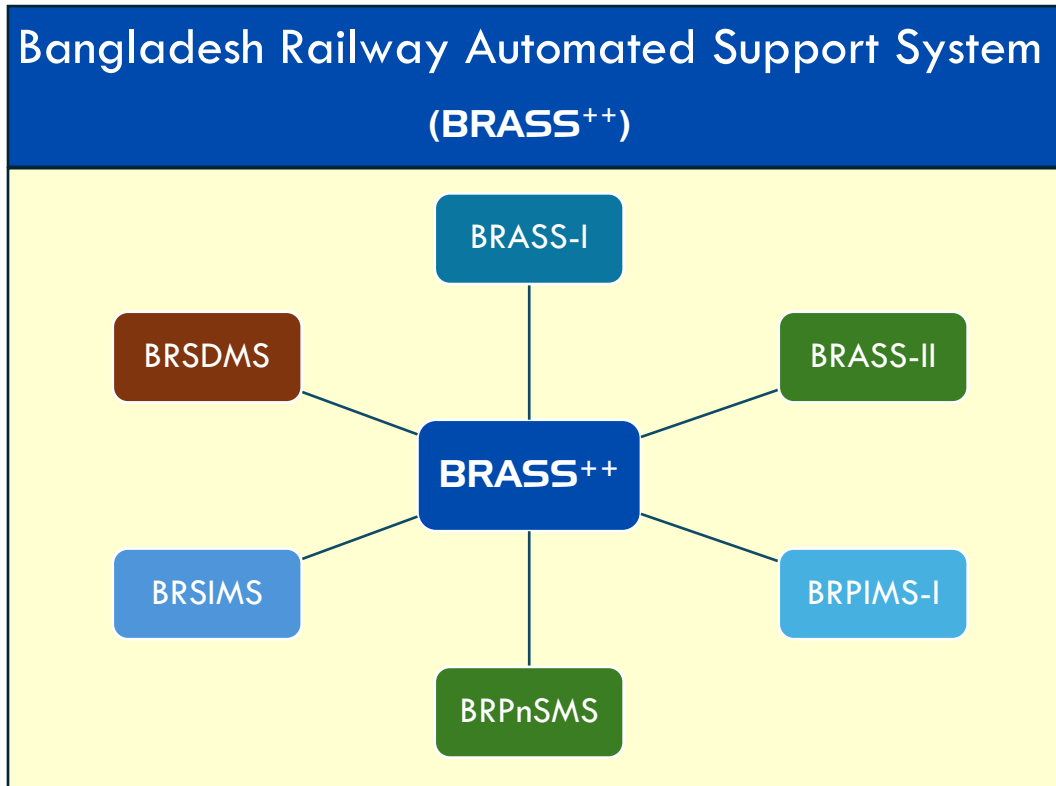 Bangladesh Railway Automated Support System
(BRASS⁺⁺)
BRASS-I
BRSDMS
BRASS-II
BRASS⁺⁺
BRSIMS
BRPIMS-I
BRPnSMS